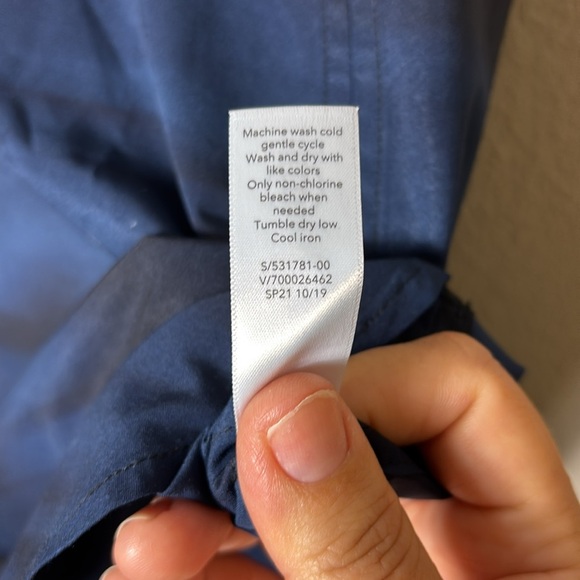 Machine wash cold
gentle cycle
Wash and dry with
like colors
Only non-chlorine
bleach when
needed
Tumble dry low
Cool iron
S/531781-00
V/700026462
SP21 10/19